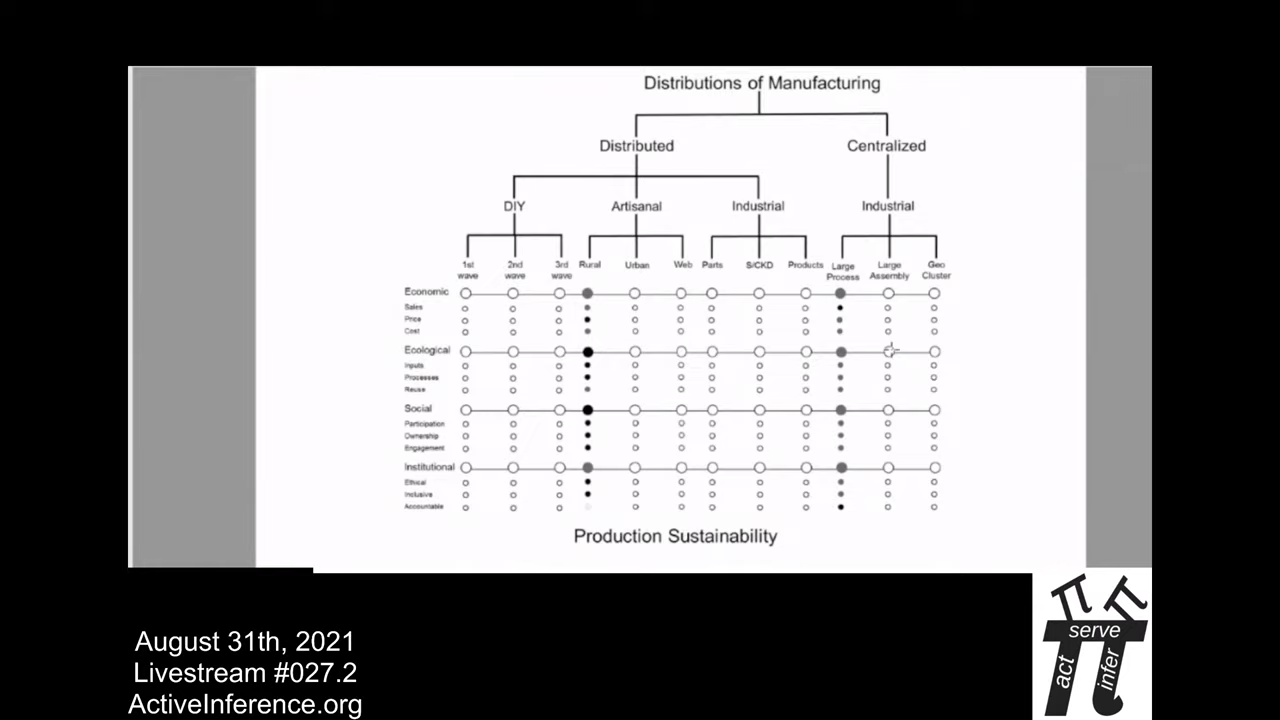 Distributions of Manufacturing
Distributed Centralized
DIY Artisanal Industrial Industrial
1st wave 2nd wave 3rd wave Rural Urban Web Parts S/CKD Products Large Process Large Assembly Geo Cluster
Economic
Sales
Price
Cost
Ecological
Inputs
Processes
Reuse
Social
Participation
Ownership
Engagement
Institutional
Ethical
Inclusive
Accountable
Production Sustainability
August 31th, 2021
Livestream #027.2
ActiveInference.org
serve
act
infer